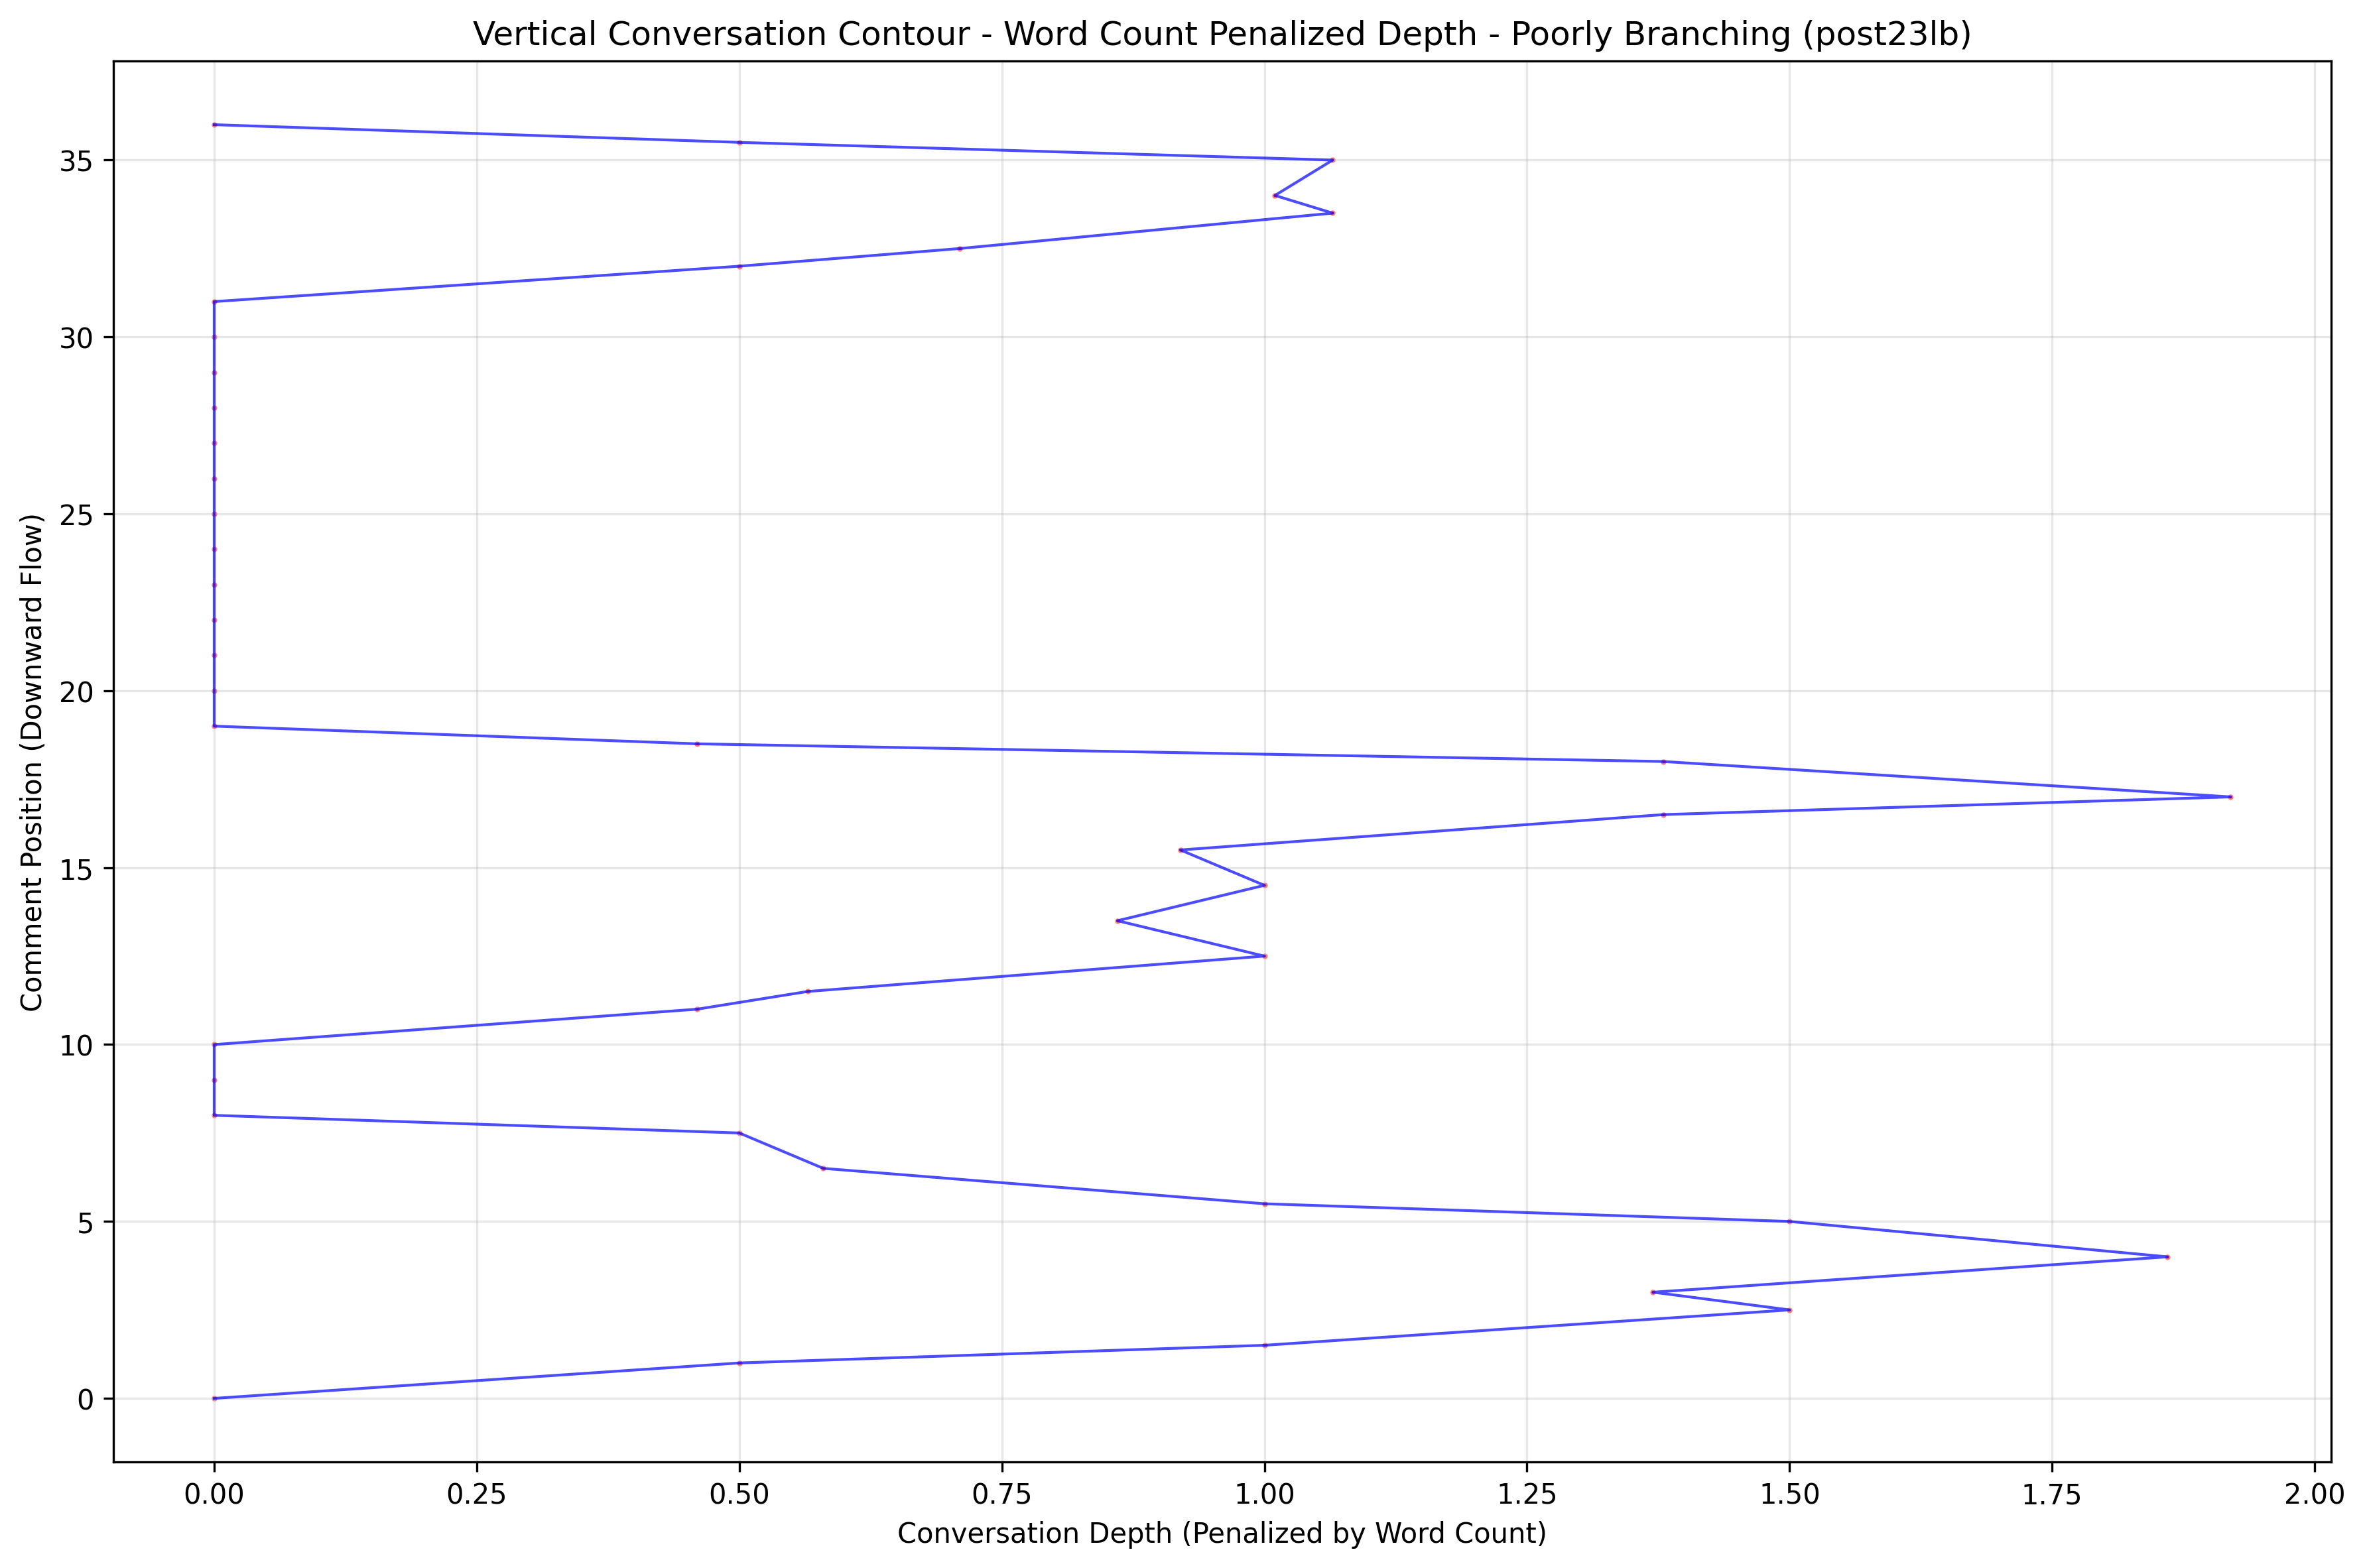 Vertical Conversation Contour - Word Count Penalized Depth - Poorly Branching (post23lb)
Comment Position (Downward Flow)
35
30
25
20
15
10
5
0
0.00 0.25 0.50 0.75 1.00 1.25 1.50 1.75 2.00
Conversation Depth (Penalized by Word Count)